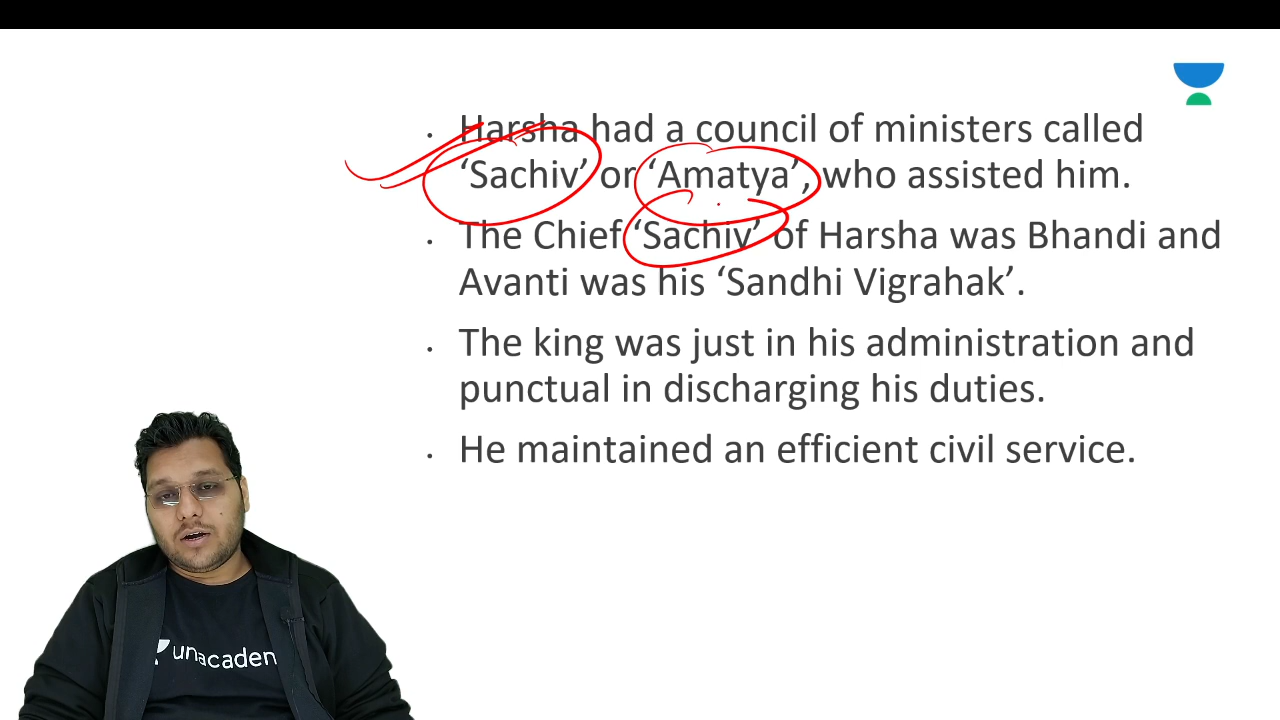 Harsha had a council of ministers called
‘Sachiv’ or ‘Amatya’, who assisted him.
The Chief ‘Sachiv’ of Harsha was Bhandi and
Avanti was his ‘Sandhi Vigrahak’.
The king was just in his administration and
punctual in discharging his duties.
He maintained an efficient civil service.
unacaden